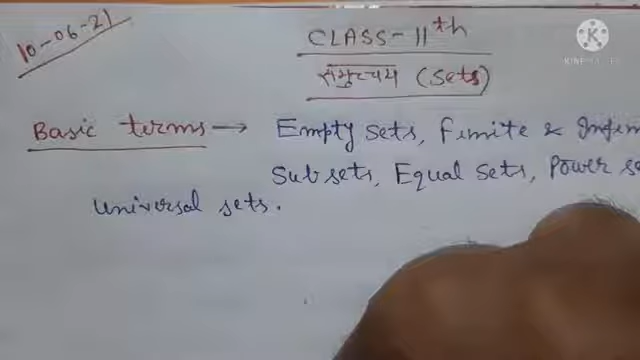 10-06-21
CLASS-11th
समुच्चय (Sets)
Basic terms → Empty sets, Finite &
Subsets, Equal sets, Power
universal sets.